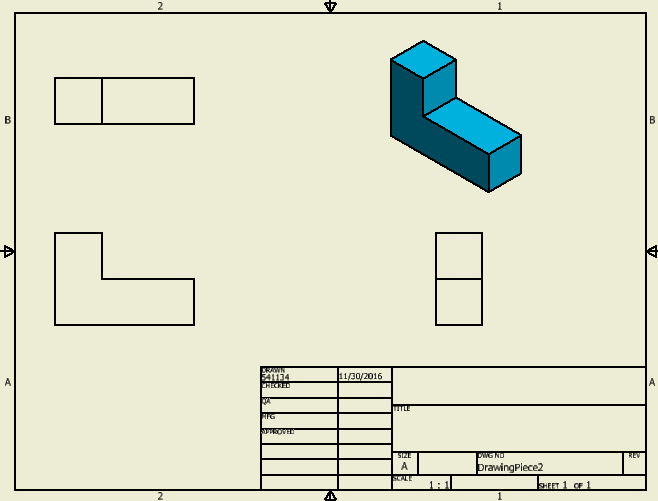 2 1
B B
A A
DRAWN
541134 11/30/2016
CHECKED
QA
TITLE
MFG
APPROVED
SIZE DWG NO REV
A DrawingPiece2
SCALE
1 : 1 SHEET 1 OF 1
2 1